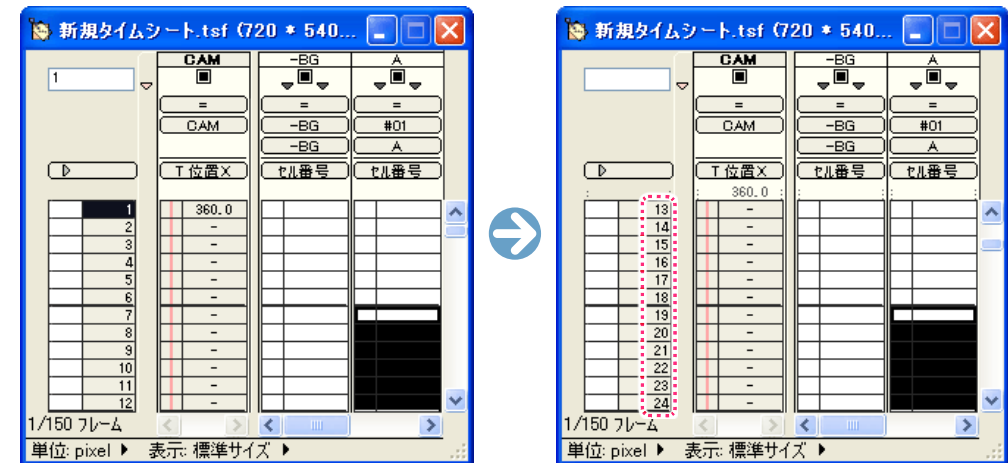 新規タイムシート.tsf (720 * 540...
1
CAM -BG A
= = =
CAM -BG #01
-BG A
T 位置X セル番号 セル番号
1 360.0
2 -
3 -
4 -
5 -
6 -
7 -
8 -
9 -
10 -
11 -
12 -
1/150 フレーム
単位: pixel 表示: 標準サイズ
新規タイムシート.tsf (720 * 540...
CAM -BG A
= = =
CAM -BG #01
-BG A
T 位置X セル番号 セル番号
: : 360.0 : :
13 -
14 -
15 -
16 -
17 -
18 -
19 -
20 -
21 -
22 -
23 -
24 -
1/150 フレーム
単位: pixel 表示: 標準サイズ